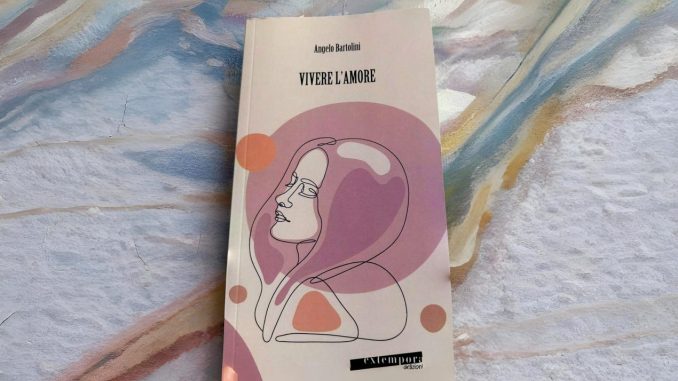 Angelo Bartolini
VIVERE L'AMORE
extempora
edizioni